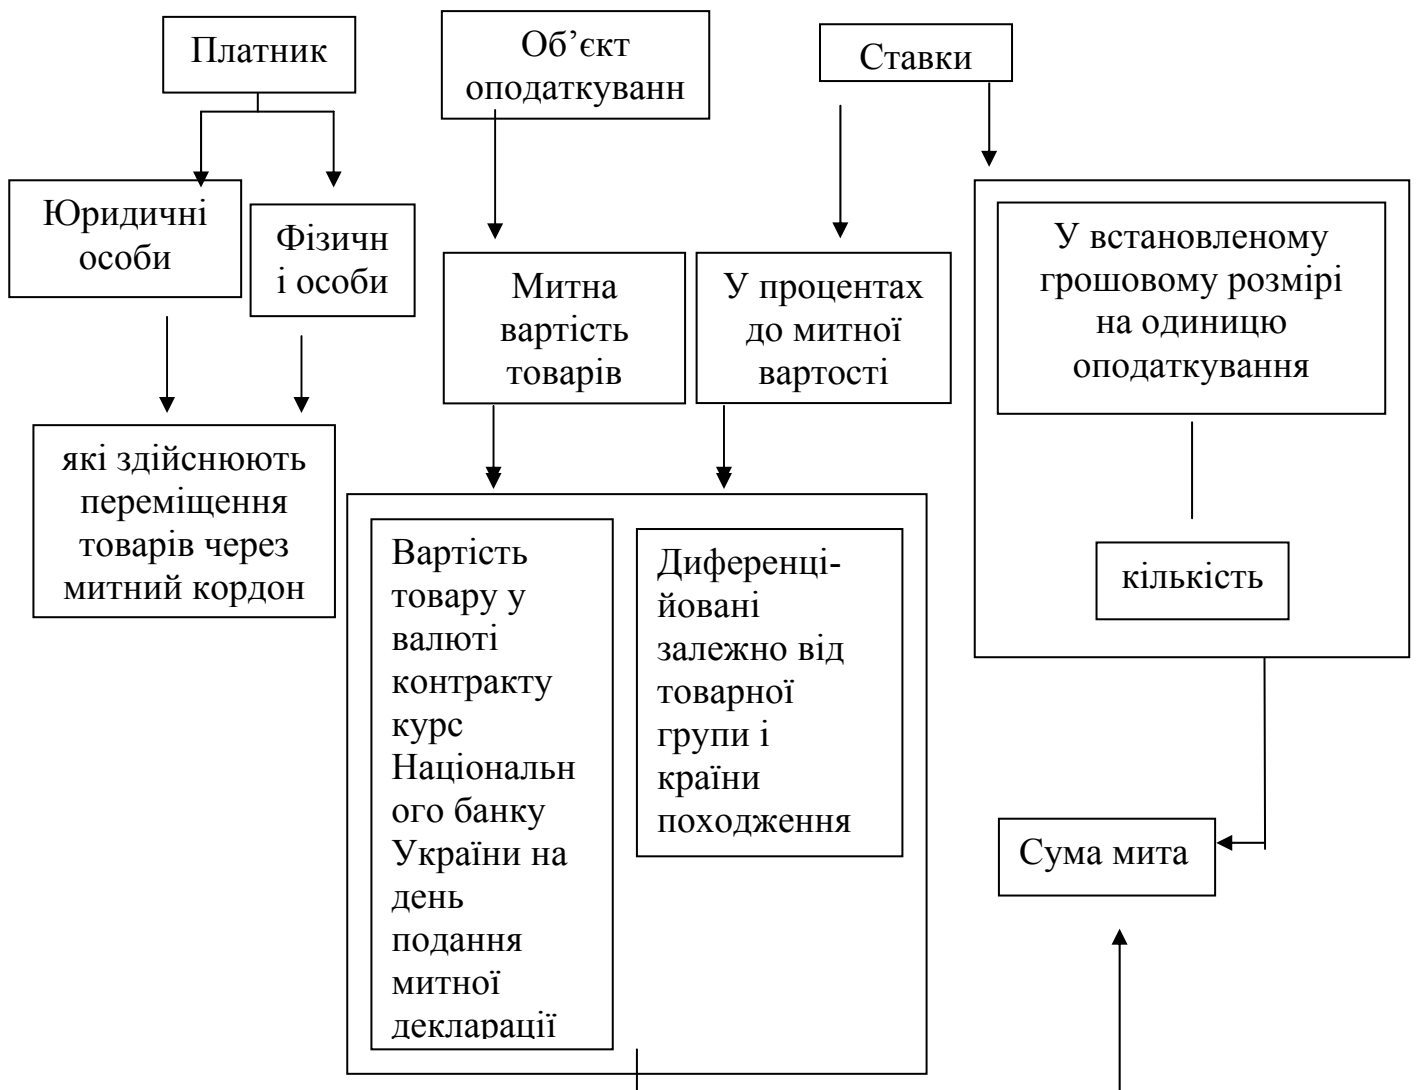 Платник
Об’єкт
оподаткуванн
Ставки
Юридичні
особи
Фізичн
і особи
Митна
вартість
товарів
У процентах
до митної
вартості
У встановленому
грошовому розмірі
на одиницю
оподаткування
які здійснюють
переміщення
товарів через
митний кордон
Вартість
товару у
валюті
контракту
курс
Національн
ого банку
України на
день
подання
митної
декларації
Диференці-
йовані
залежно від
товарної
групи і
країни
походження
кількість
Сума мита